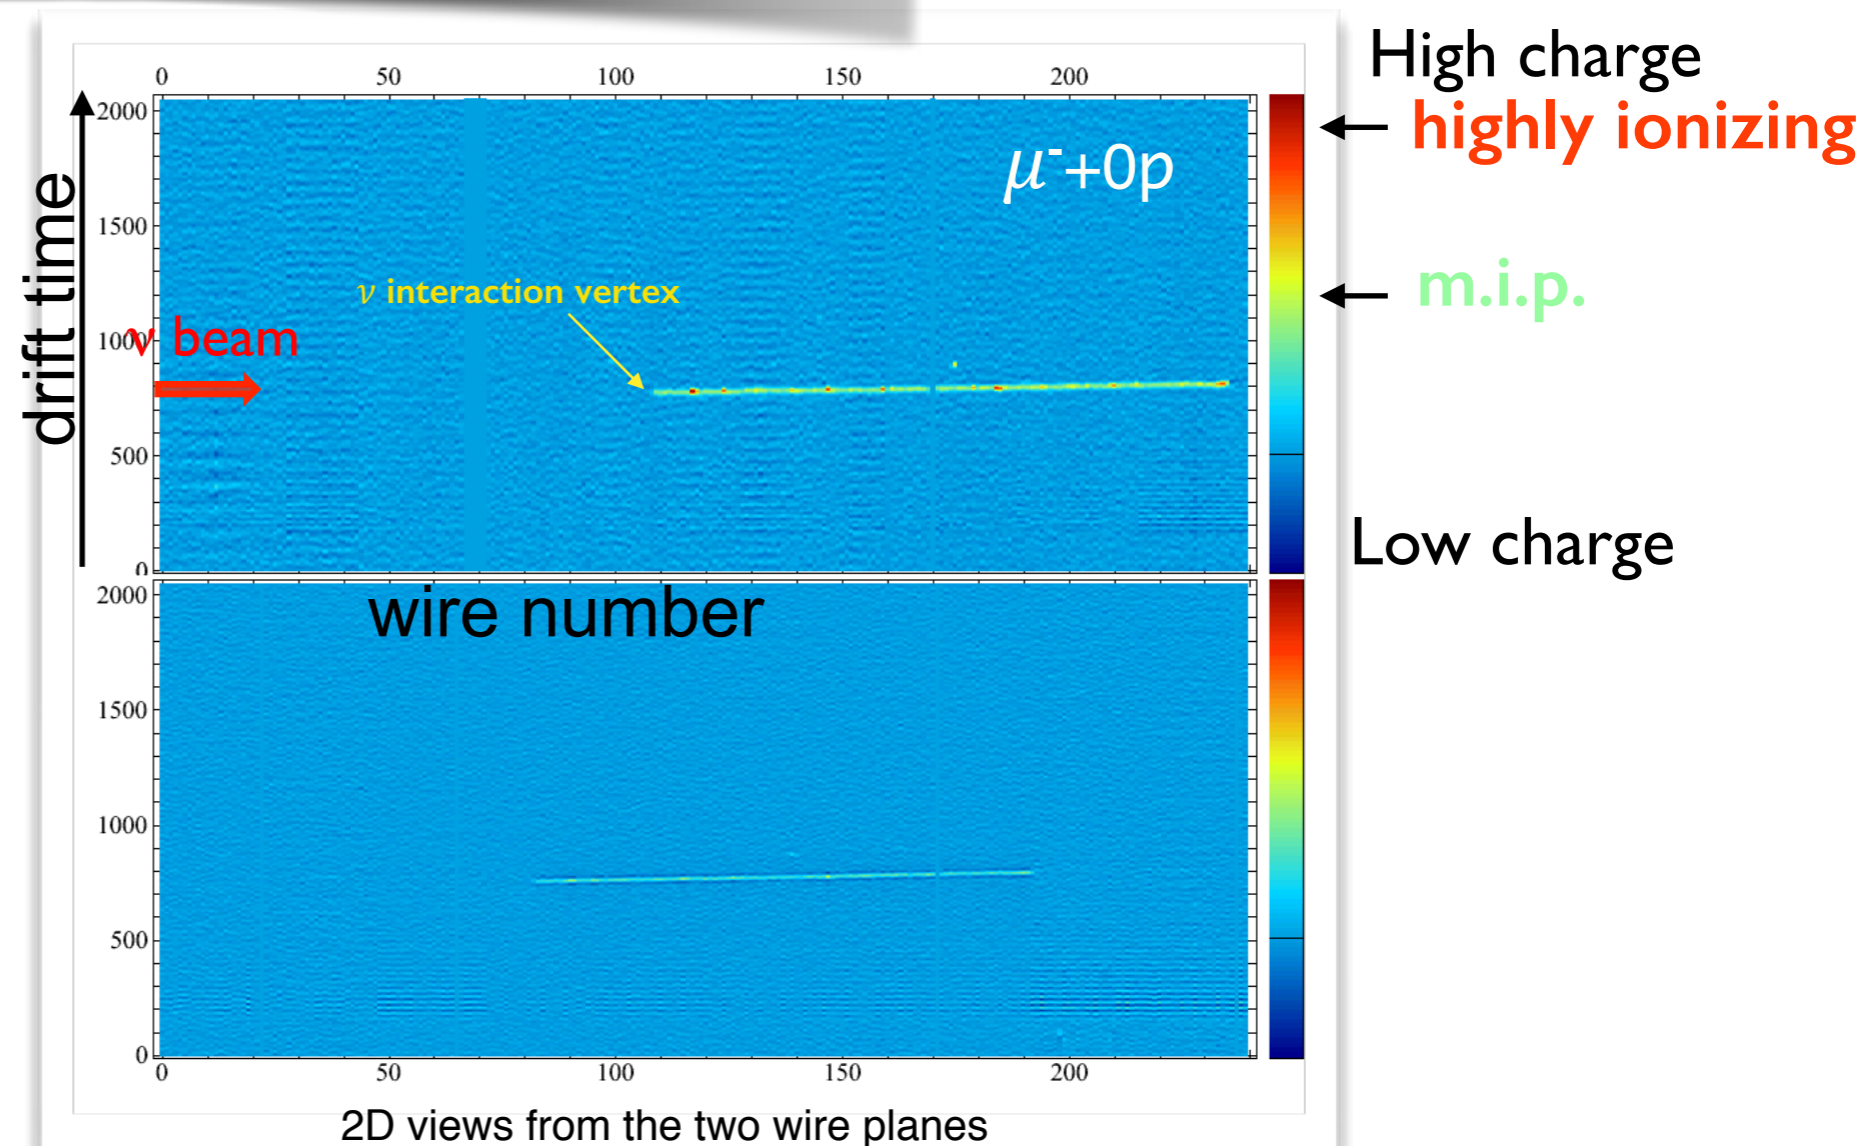 High charge
highly ionizing
m.i.p.
Low charge
0 50 100 150 200
2000
1500
1000
500
0
drift time
μ⁻+0p
ν interaction vertex
ν beam
wire number
2000
1500
1000
500
0
0 50 100 150 200
2D views from the two wire planes